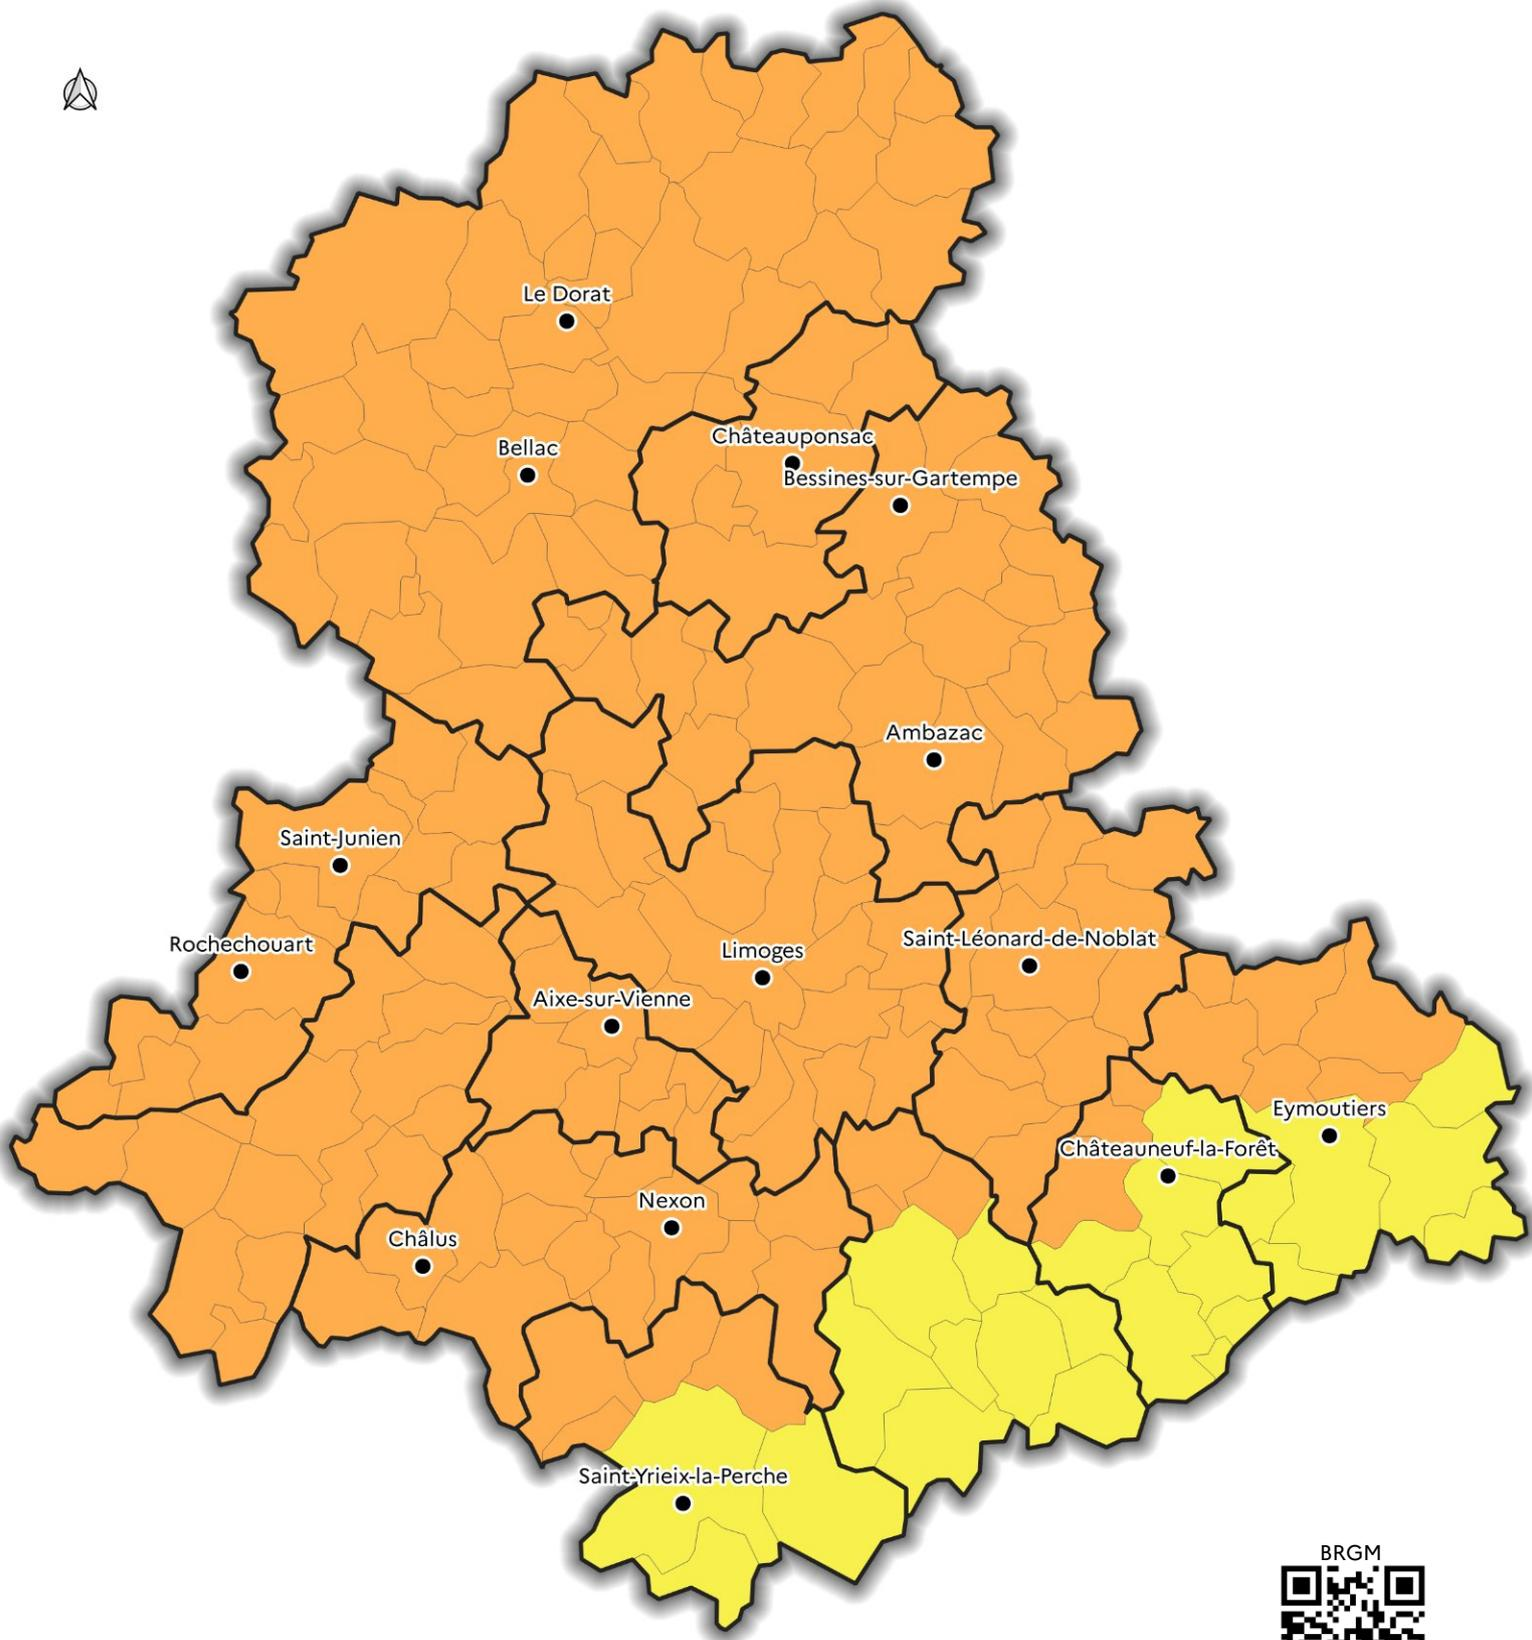 Le Dorat
Châteauponsac
Bellac
Bessines-sur-Gartempe
Ambazac
Saint-Junien
Rochechouart
Limoges
Saint-Léonard-de-Noblat
Aixe-sur-Vienne
Eymoutiers
Châteauneuf-la-Forêt
Nexon
Châlus
Saint-Yrieix-la-Perche
BRGM